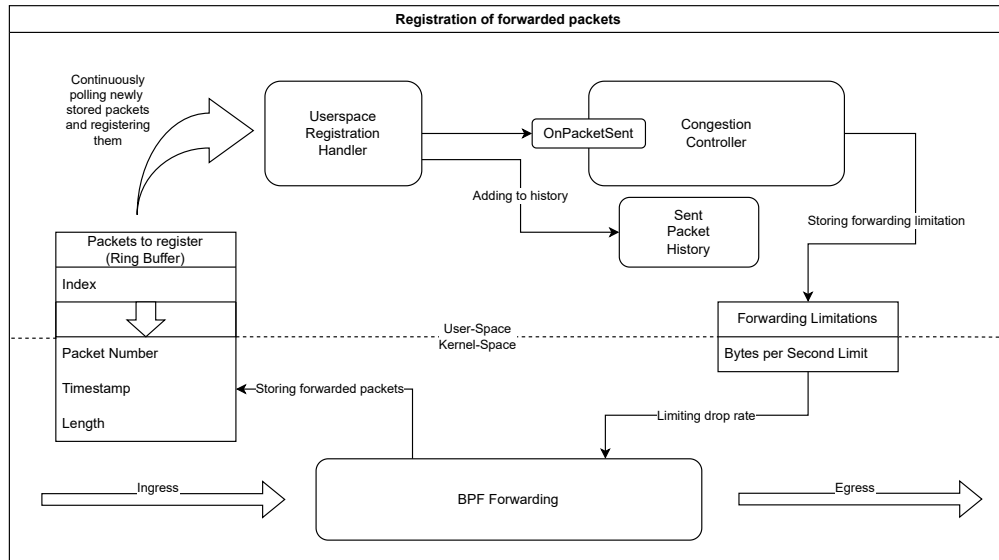 Registration of forwarded packets
Continuously
polling newly
stored packets
and registering
them
Userspace
Registration
Handler
OnPacketSent
Congestion
Controller
Adding to history
Sent
Packet
History
Storing forwarding limitation
Packets to register
(Ring Buffer)
Index
Forwarding Limitations
User-Space
Kernel-Space
Packet Number
Timestamp
Length
Bytes per Second Limit
Storing forwarded packets
Limiting drop rate
Ingress
BPF Forwarding
Egress